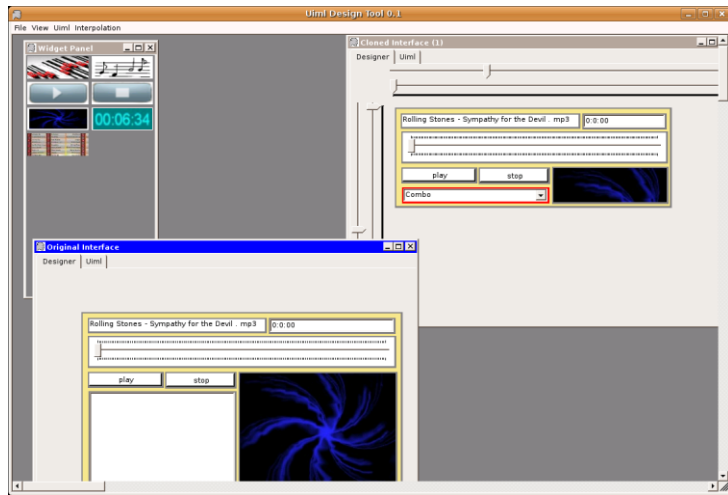 Uiml Design Tool 0.1
File View Uiml Interpolation
Widget Panel
00:06:34
Cloned Interface (1)
Designer Uiml
Rolling Stones - Sympathy for the Devil . mp3 0:0:00
play stop
Combo
Original Interface
Designer Uiml
Rolling Stones - Sympathy for the Devil . mp3 0:0:00
play stop